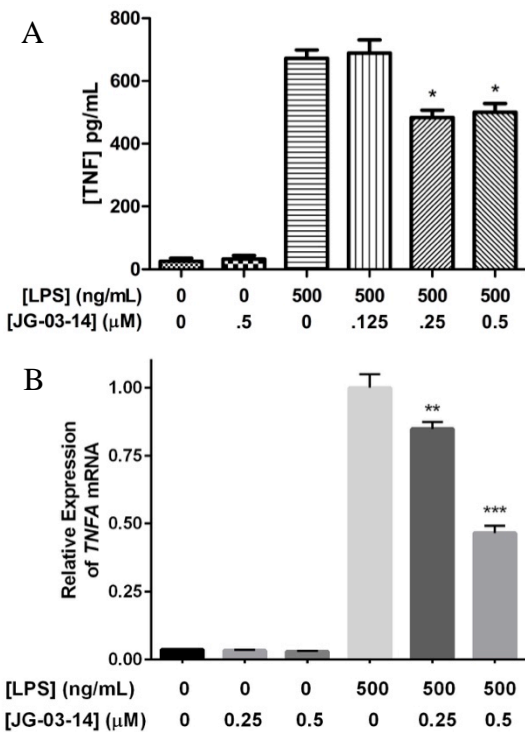 A
[TNF] pg/mL
800
600
400
200
0
* *
[LPS] (ng/mL) 0 0 500 500 500 500
[JG-03-14] (μM) 0 .5 0 .125 .25 0.5
B
Relative Expression
of TNFA mRNA
1.00
0.75
0.50
0.25
0.00
**
***
[LPS] (ng/mL) 0 0 0 500 500 500
[JG-03-14] (μM) 0 0.25 0.5 0 0.25 0.5